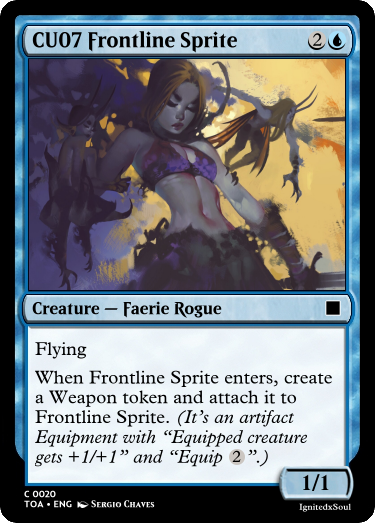 CU07 Frontline Sprite 2
Creature — Faerie Rogue
Flying
When Frontline Sprite enters, create
a Weapon token and attach it to
Frontline Sprite. (It's an artifact
Equipment with “Equipped creature
gets +1/+1” and “Equip 2”.)
1/1
C 0020
TOA • ENG Sergio Chaves
IgnitedxSoul